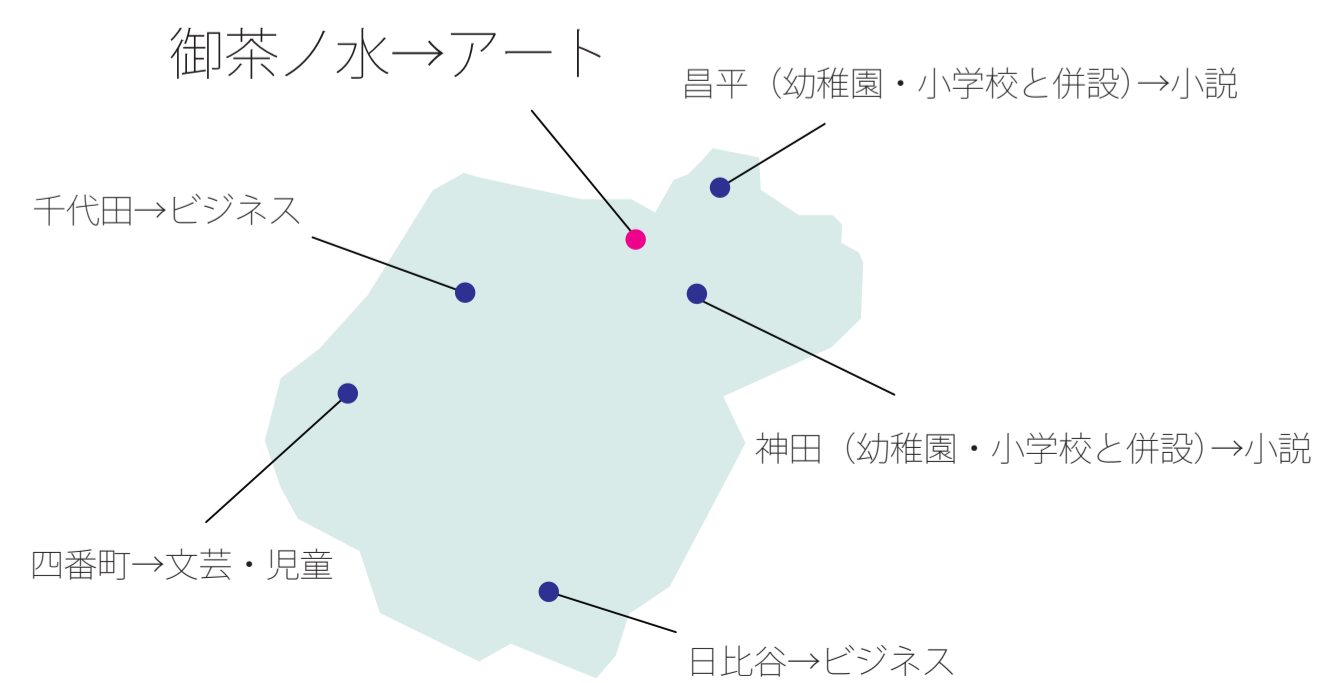 御茶ノ水→アート
昌平（幼稚園・小学校と併設）→小説
千代田→ビジネス
神田（幼稚園・小学校と併設）→小説
四番町→文芸・児童
日比谷→ビジネス